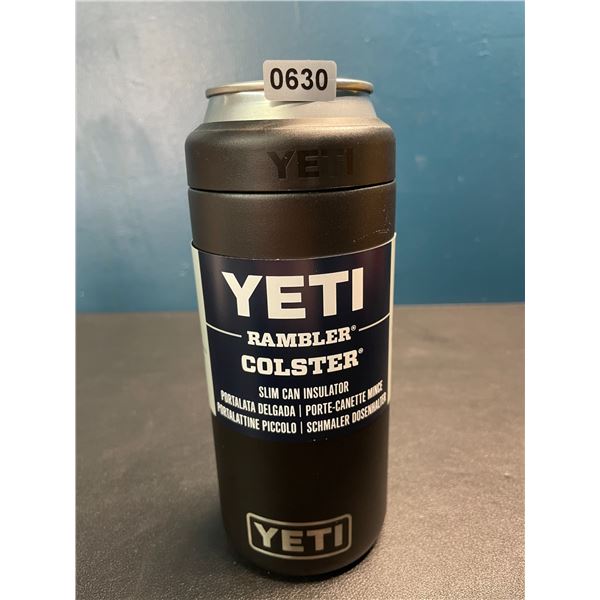 0630
YETI
YETI
RAMBLER®
COLSTER®
SLIM CAN INSULATOR
PORTALATA DELGADA | PORTE-CANETTE MINCE
PORTALATTINE PICCOLO | SCHMALER DOSENHALTER
YETI